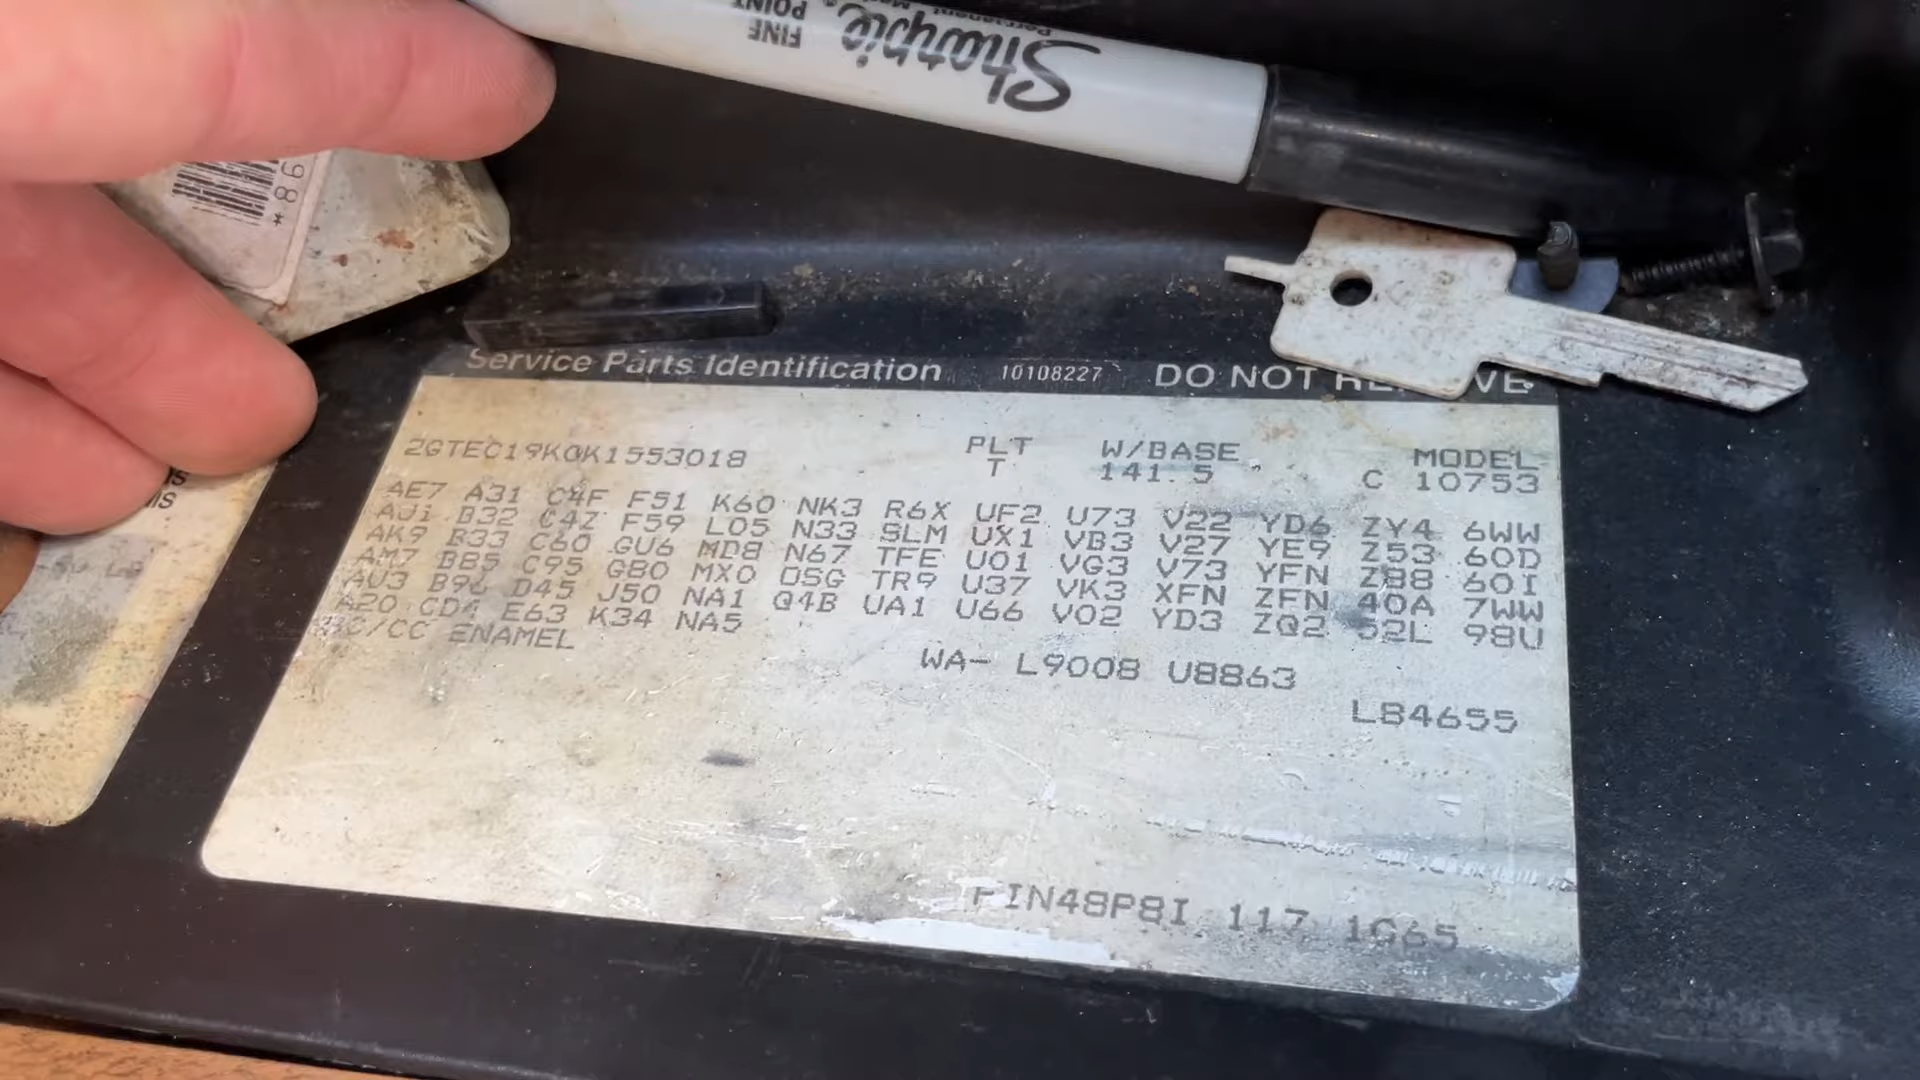 Sharpie
FINE
POINT
98*
Service Parts Identification 10108227 DO NOT
2GTEC19K0K1553018 PLT W/BASE MODEL
T 141.5 C 10753
AE7 A31 C4F F51 K60 NK3 R6X UF2 U73 V22 YD6 ZY4 6WW
AU1 B32 C4Z F59 L05 N33 SLM UX1 VB3 V27 YE9 Z53 60D
AK9 B33 C60 GU6 MD8 N67 TFE U01 VG3 V73 YFN Z88 60I
AM7 B85 C95 G80 MX0 OSG TR9 U37 VK3 XFN ZFN 40A 7WW
AU3 B96 D45 J50 NA1 Q4B UA1 U66 V02 YD3 ZQ2 52L 98U
A20 CD4 E63 K34 NA5
BC/CC ENAMEL
WA- L9008 U8863
L84655
PIN48P8I 117 1G65